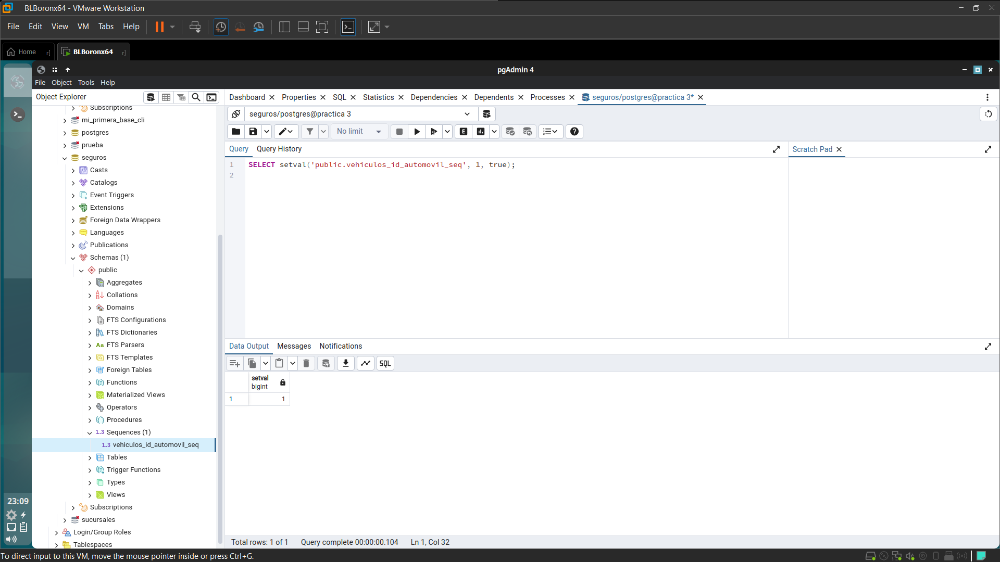 BLBoronx64 - VMware Workstation
File Edit View VM Tabs Help
Home
BLBoronx64
pgAdmin 4
File Object Tools Help
Object Explorer
Dashboard Properties SQL Statistics Dependencies Dependents Processes seguros/postgres@practica 3*
Subscriptions
mi_primera_base_cli
postgres
prueba
seguros
Casts
Catalogs
Event Triggers
Extensions
Foreign Data Wrappers
Languages
Publications
Schemas (1)
public
Aggregates
Collations
Domains
FTS Configurations
FTS Dictionaries
Aa FTS Parsers
FTS Templates
Foreign Tables
Functions
Materialized Views
Operators
Procedures
1..3 Sequences (1)
1..3 vehiculos_id_automovil_seq
Tables
Trigger Functions
Types
Views
Subscriptions
sucursales
Login/Group Roles
Tablespaces
seguros/postgres@practica 3
No limit
E
Query Query History
Scratch Pad
1 SELECT setval('public.vehiculos_id_automovil_seq', 1, true);
2
Data Output Messages Notifications
SQL
setval
bigint
1 1
Total rows: 1 of 1 Query complete 00:00:00.104 Ln 1, Col 32
23:09
To direct input to this VM, move the mouse pointer inside or press Ctrl+G.